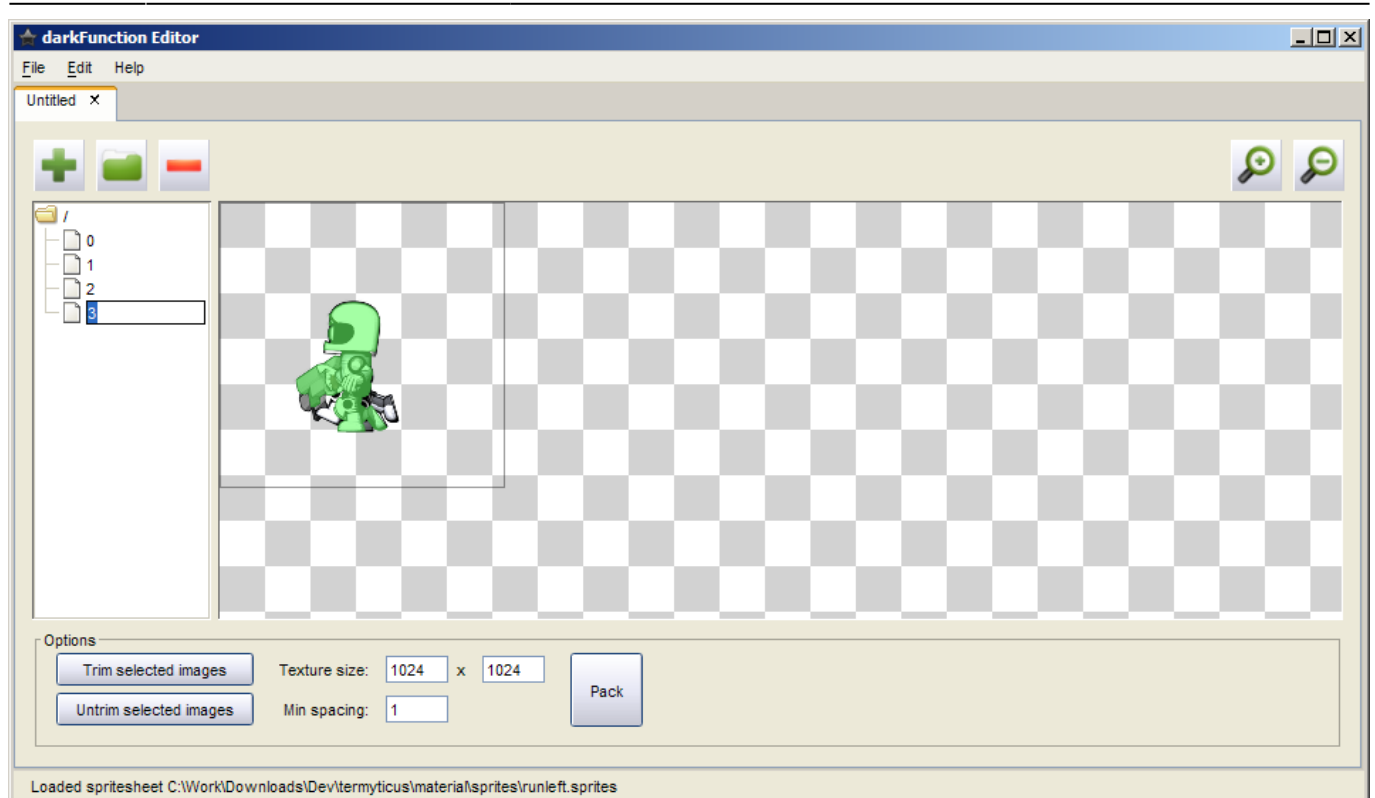 darkFunction Editor
File Edit Help
Untitled
/
0
1
2
3
Options
Trim selected images Texture size: 1024 x 1024 Pack
Untrim selected images Min spacing: 1
Loaded spritesheet C:\Work\Downloads\Dev\termyticus\material\sprites\runleft.sprites